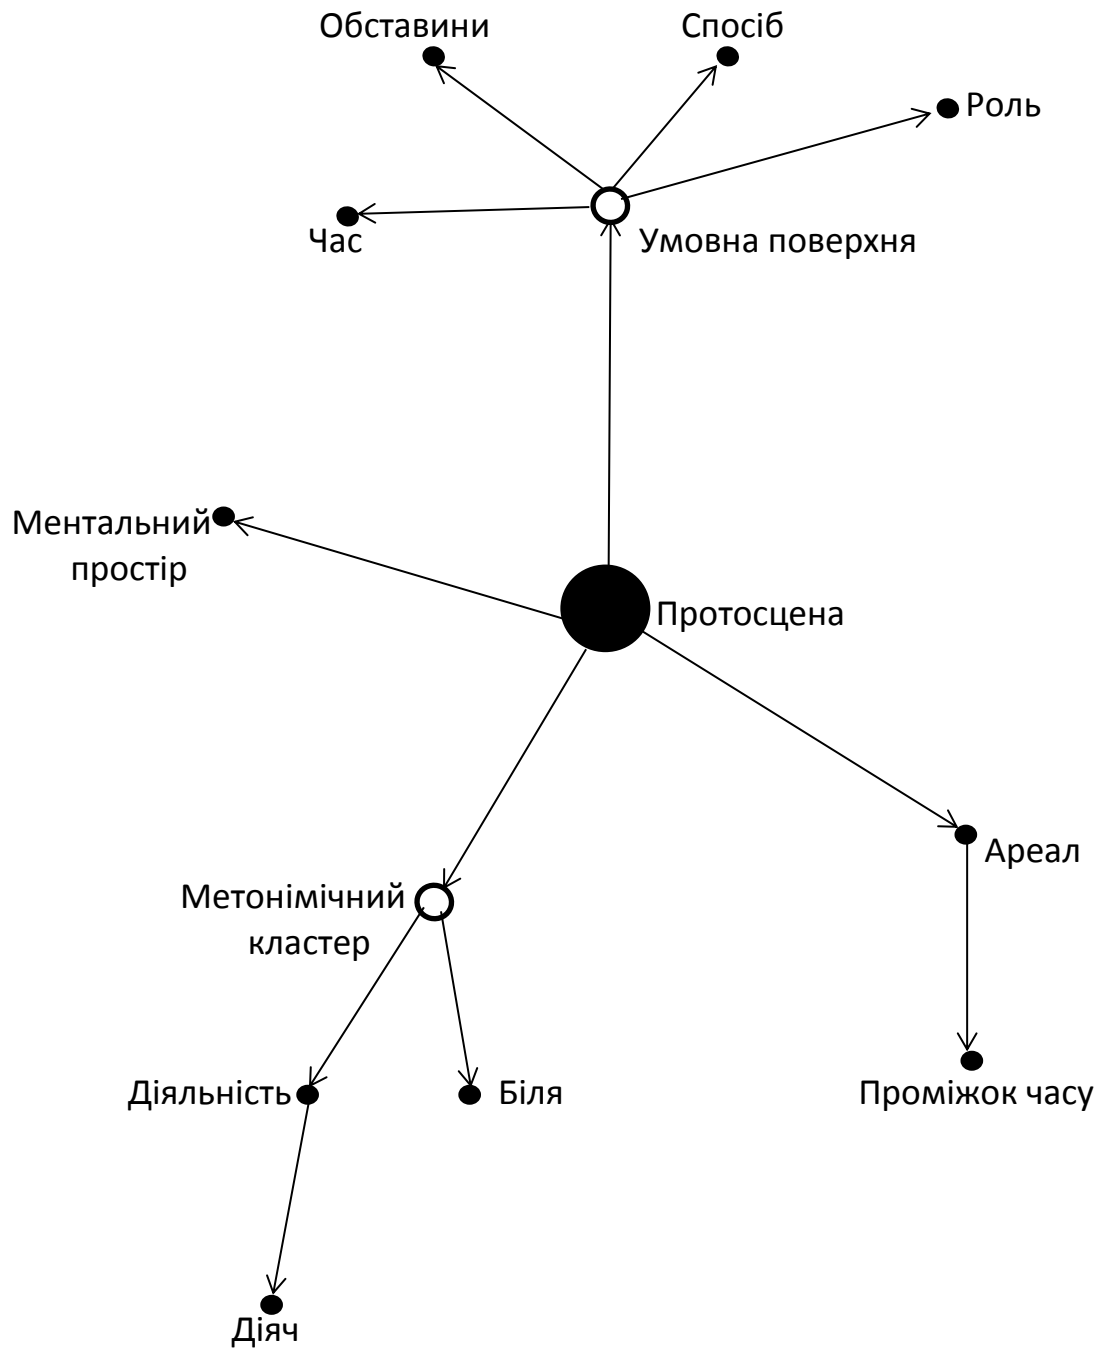 Обставини
Спосіб
Роль
Час
Умовна поверхня
Ментальний
простір
Протосцена
Ареал
Метонімічний
кластер
Діяльність
Біля
Проміжок часу
Діяч